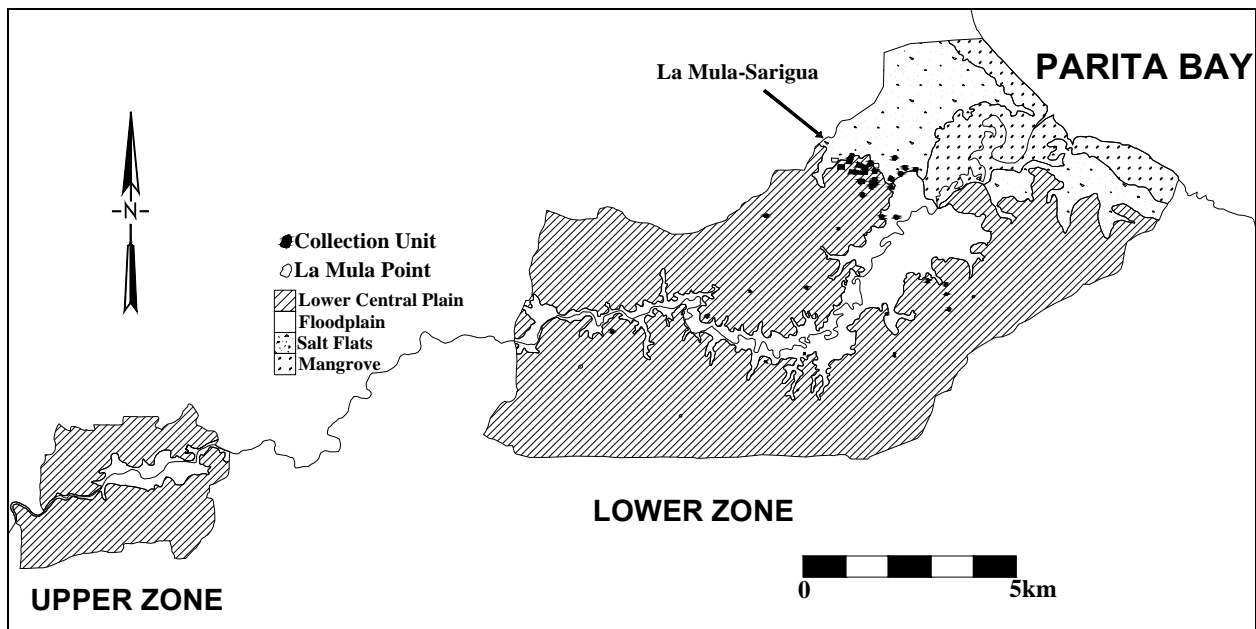 PARITA BAY
La Mula-Sarigua
N
Collection Unit
La Mula Point
Lower Central Plain
Floodplain
Salt Flats
Mangrove
LOWER ZONE
UPPER ZONE
0 5km